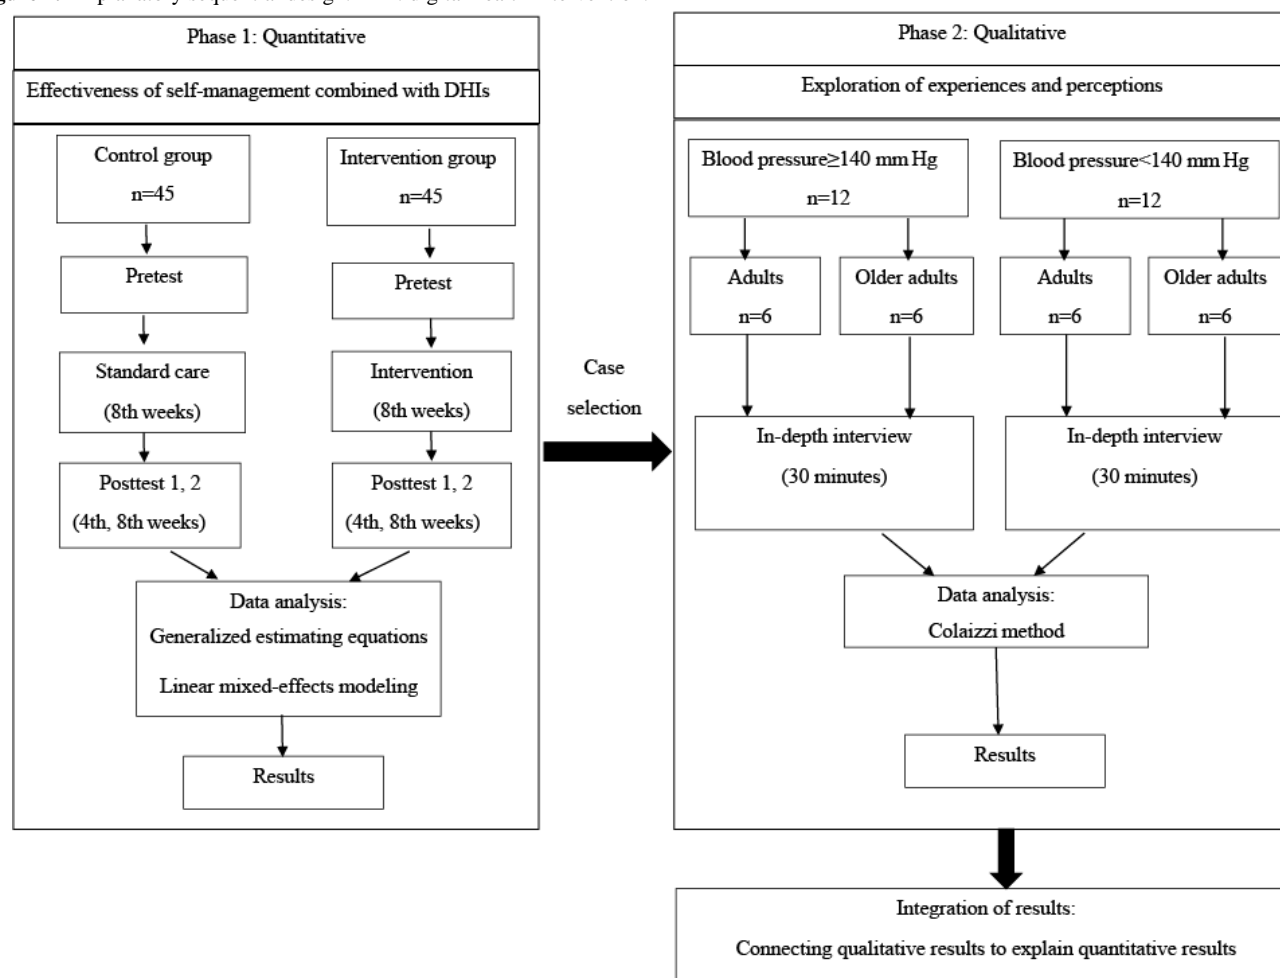 Phase 1: Quantitative
Effectiveness of self-management combined with DHIs
Control group
n=45
Intervention group
n=45
Pretest
Pretest
Standard care
(8th weeks)
Intervention
(8th weeks)
Posttest 1, 2
(4th, 8th weeks)
Posttest 1, 2
(4th, 8th weeks)
Data analysis:
Generalized estimating equations
Linear mixed-effects modeling
Results
Case
selection
Phase 2: Qualitative
Exploration of experiences and perceptions
Blood pressure≥140 mm Hg
n=12
Blood pressure<140 mm Hg
n=12
Adults
n=6
Older adults
n=6
Adults
n=6
Older adults
n=6
In-depth interview
(30 minutes)
In-depth interview
(30 minutes)
Data analysis:
Colaizzi method
Results
Integration of results:
Connecting qualitative results to explain quantitative results